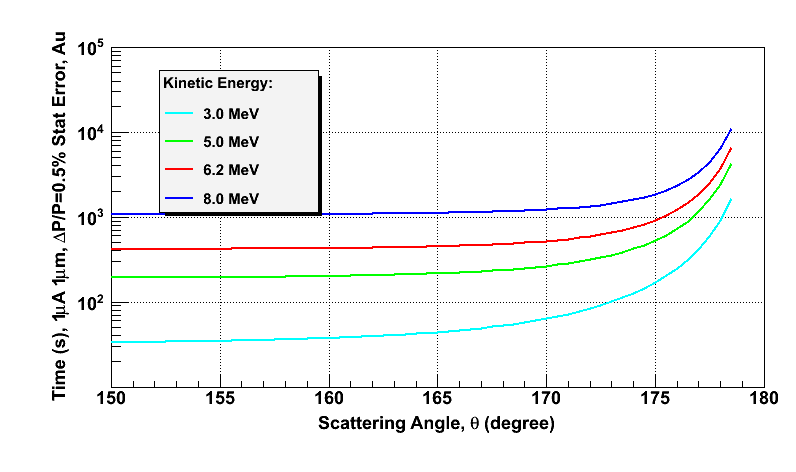 Time (s), 1μA 1μm, ΔP/P=0.5% Stat Error, Au
10⁵
10⁴
10³
10²
Kinetic Energy:
3.0 MeV
5.0 MeV
6.2 MeV
8.0 MeV
150 155 160 165 170 175 180
Scattering Angle, θ (degree)